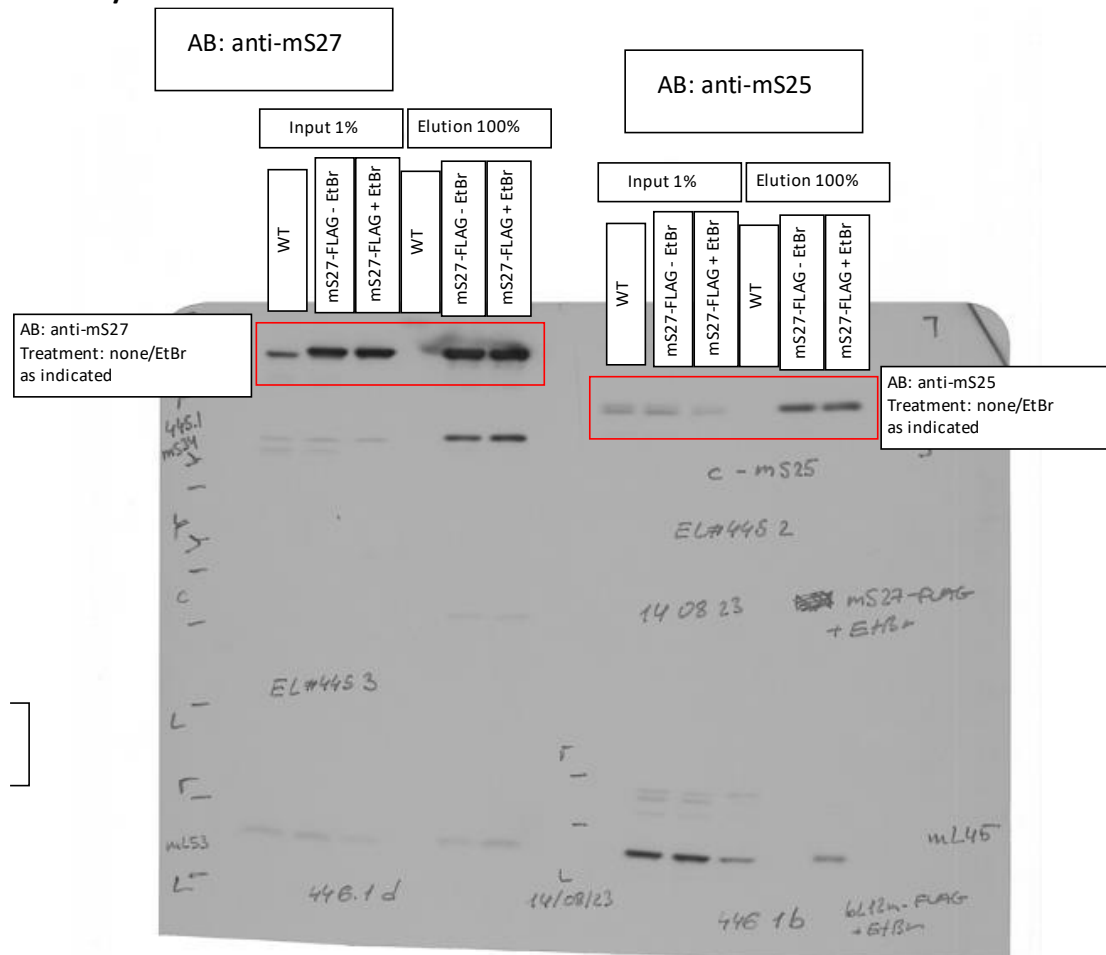 AB: anti-mS27
AB: anti-mS25
Input 1%
Elution 100%
WT
mS27-FLAG - EtBr
mS27-FLAG + EtBr
WT
mS27-FLAG - EtBr
mS27-FLAG + EtBr
Input 1%
Elution 100%
WT
mS27-FLAG - EtBr
mS27-FLAG + EtBr
WT
mS27-FLAG - EtBr
mS27-FLAG + EtBr
AB: anti-mS27
Treatment: none/EtBr
as indicated
7
AB: anti-mS25
Treatment: none/EtBr
as indicated
445.1
mS34
c - mS25
EL#445 2
C
14 08 23
mS27-FLAG
+ EtBr
EL#445 3
L
mL53
mL45
L
L
446.1 d
14/08/23
446 1b
bL12m-FLAG
+ EtBr